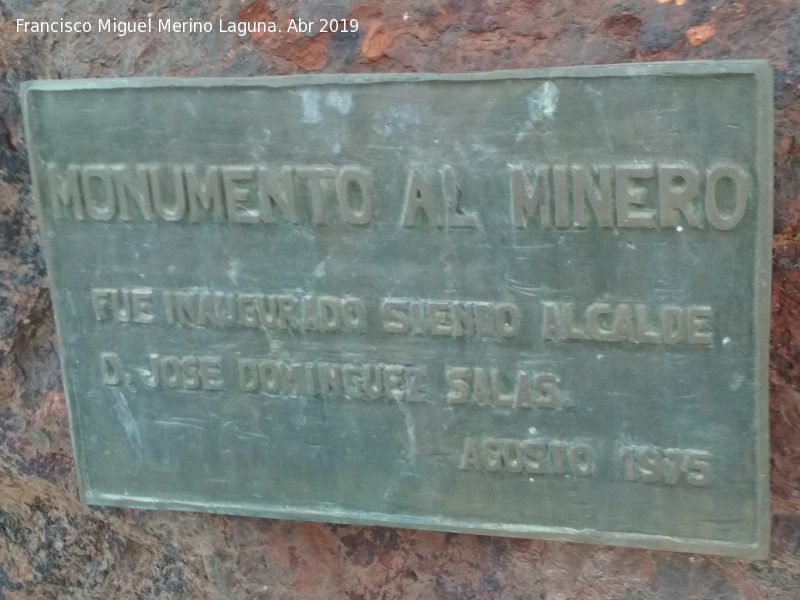 Francisco Miguel Merino Laguna. Abr 2019
MONUMENTO AL MINERO
FUE INAUGURADO SIENDO ALCALDE
D. JOSE DOMINGUEZ SALAS.
AGOSTO 1975